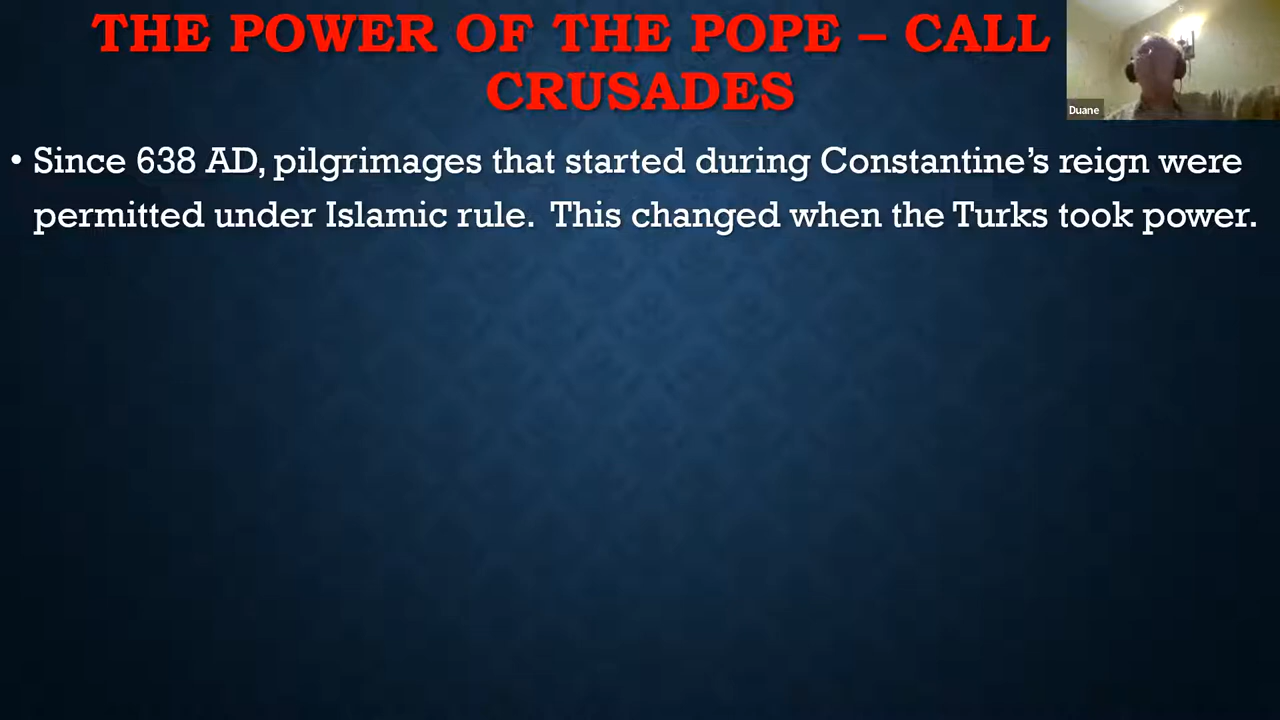 THE POWER OF THE POPE – CALL
CRUSADES
Duane
• Since 638 AD, pilgrimages that started during Constantine’s reign were
permitted under Islamic rule.  This changed when the Turks took power.